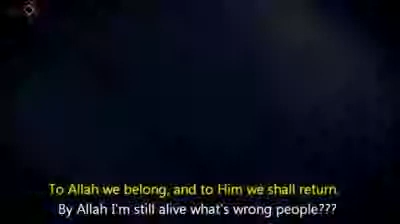 To Allah we belong, and to Him we shall return.
By Allah I'm still alive what's wrong people???